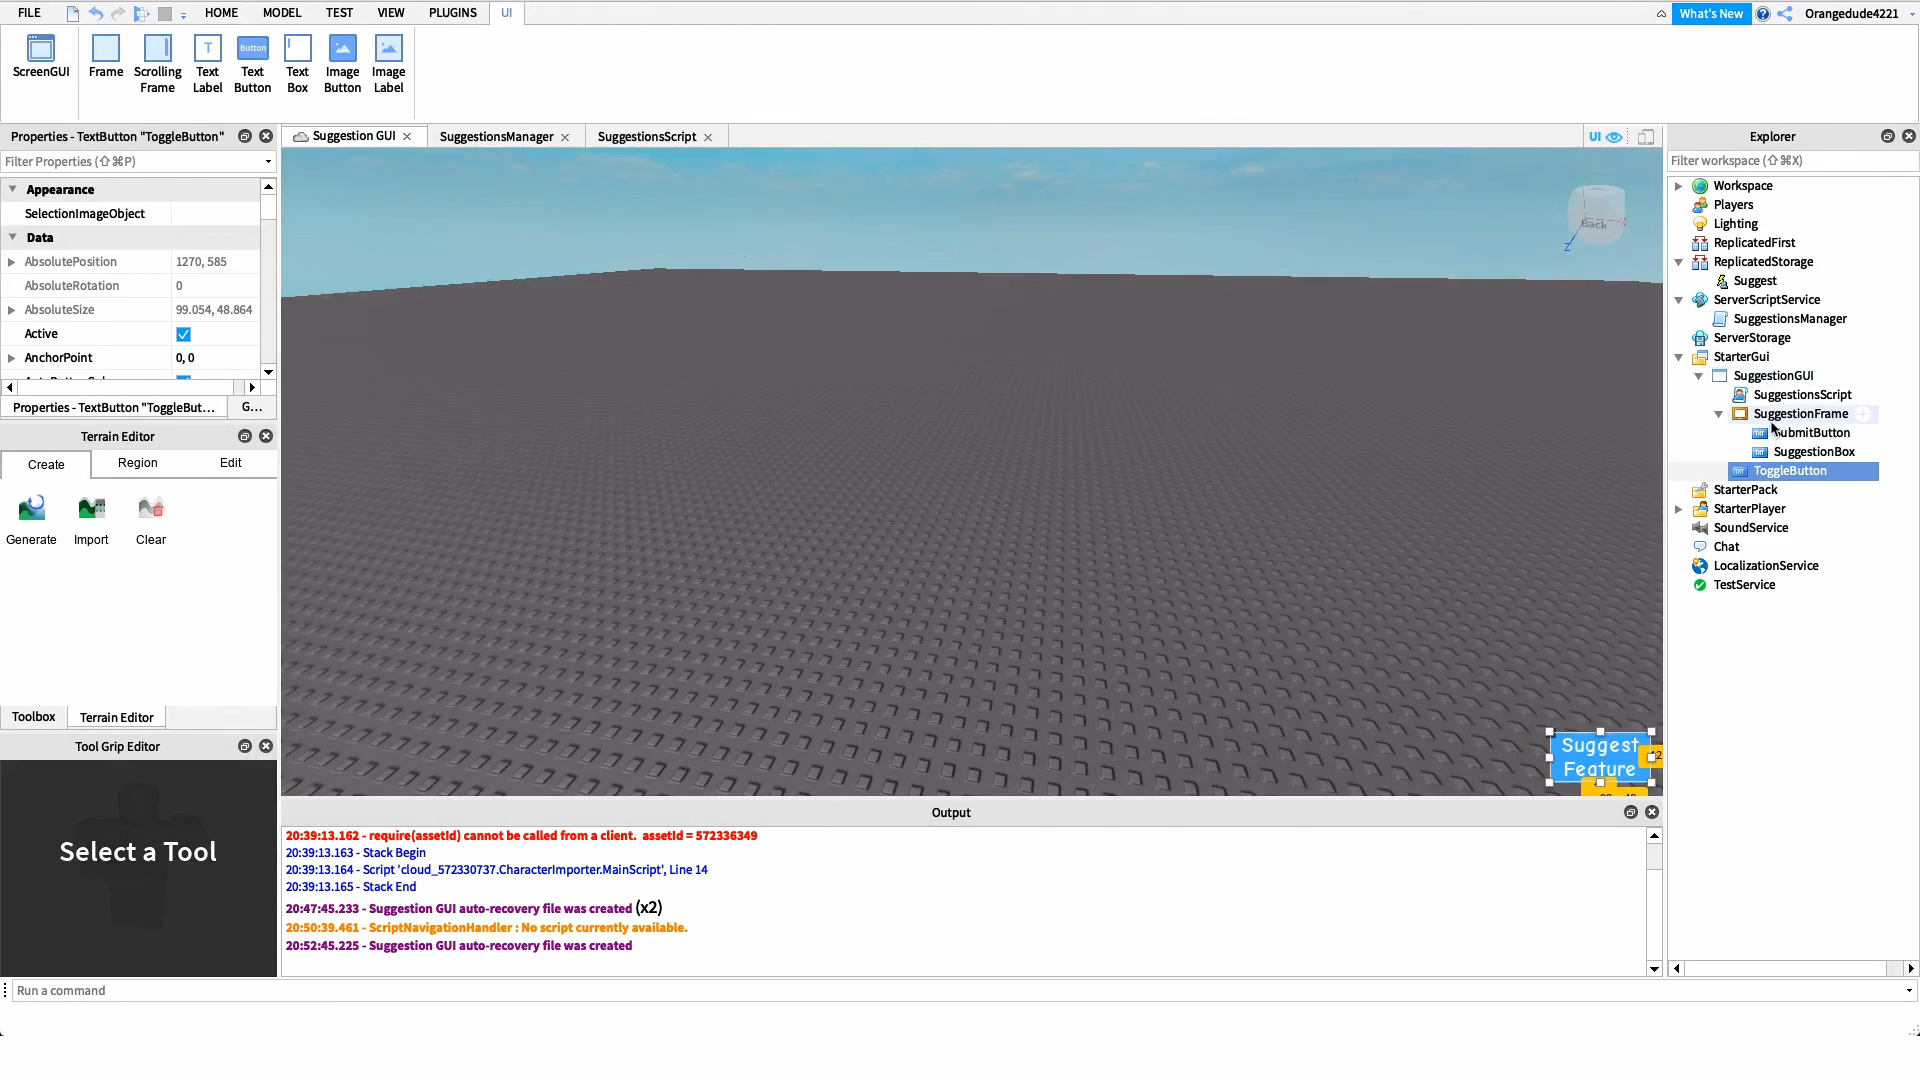 FILE
HOME
MODEL
TEST
VIEW
PLUGINS
UI
What's New
Orangedude4221
ScreenGUI
Frame
Scrolling
Frame
T
Text
Label
Button
Text
Button
Text
Box
Image
Button
Image
Label
Properties - TextButton "ToggleButton"
Filter Properties (⇧⌘P)
Appearance
SelectionImageObject
Data
AbsolutePosition 1270, 585
AbsoluteRotation 0
AbsoluteSize 99.054, 48.864
Active
AnchorPoint 0, 0
Properties - TextButton "ToggleBut...
G...
Terrain Editor
Create
Region
Edit
Generate
Import
Clear
Toolbox
Terrain Editor
Tool Grip Editor
Select a Tool
Suggestion GUI
SuggestionsManager
SuggestionsScript
UI
Back
Z
Suggest
Feature
Output
20:39:13.162 - require(assetId) cannot be called from a client. assetId = 572336349
20:39:13.163 - Stack Begin
20:39:13.164 - Script 'cloud_572330737.CharacterImporter.MainScript', Line 14
20:39:13.165 - Stack End
20:47:45.233 - Suggestion GUI auto-recovery file was created (x2)
20:50:39.461 - ScriptNavigationHandler : No script currently available.
20:52:45.225 - Suggestion GUI auto-recovery file was created
Run a command
Explorer
Filter workspace (⇧⌘X)
Workspace
Players
Lighting
ReplicatedFirst
ReplicatedStorage
Suggest
ServerScriptService
SuggestionsManager
ServerStorage
StarterGui
SuggestionGUI
SuggestionsScript
SuggestionFrame
ubmitButton
SuggestionBox
ToggleButton
StarterPack
StarterPlayer
SoundService
Chat
LocalizationService
TestService